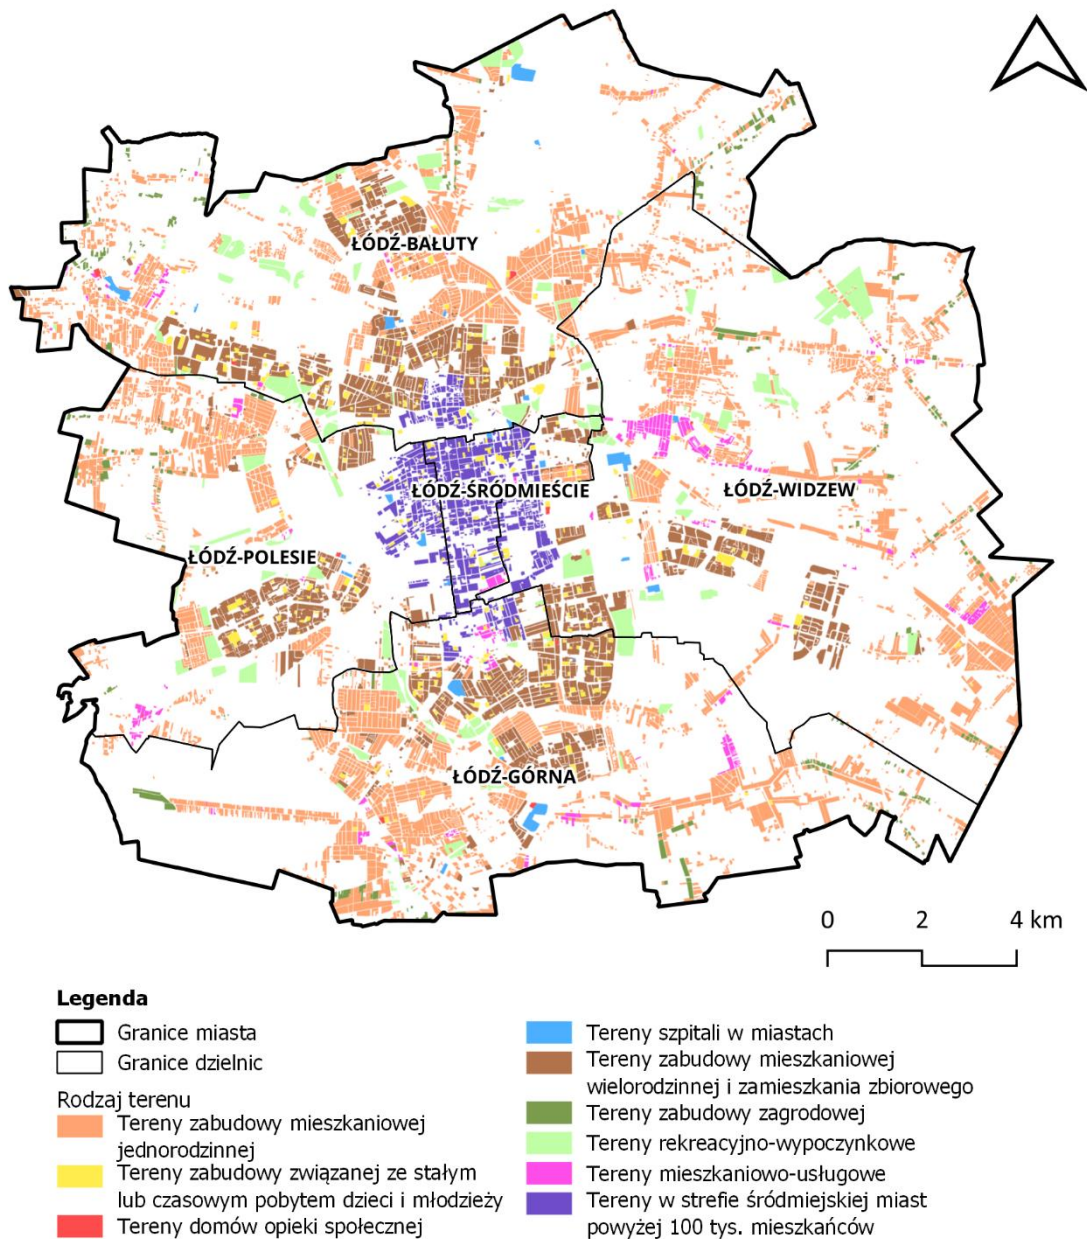 ŁÓDŹ-BAŁUTY
ŁÓDŹ-ŚRÓDMIEŚCIE
ŁÓDŹ-WIDZEW
ŁÓDŹ-POLESIE
ŁÓDŹ-GÓRNA
0 2 4 km
Legenda
Granice miasta
Granice dzielnic
Rodzaj terenu
Tereny zabudowy mieszkaniowej
jednorodzinnej
Tereny zabudowy związanej ze stałym
lub czasowym pobytem dzieci i młodzieży
Tereny domów opieki społecznej
Tereny szpitali w miastach
Tereny zabudowy mieszkaniowej
wielorodzinnej i zamieszkania zbiorowego
Tereny zabudowy zagrodowej
Tereny rekreacyjno-wypoczynkowe
Tereny mieszkaniowo-usługowe
Tereny w strefie śródmiejskiej miast
powyżej 100 tys. mieszkańców